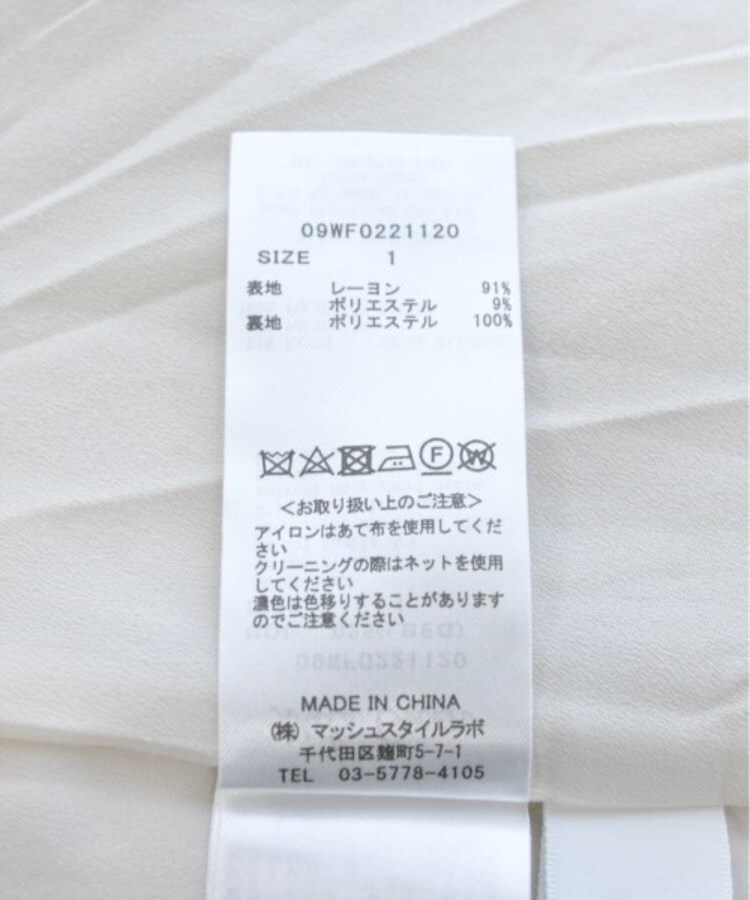 09WF0221120
SIZE 1
表地 レーヨン 91%
ポリエステル 9%
裏地 ポリエステル 100%
F W
＜お取り扱い上のご注意＞
アイロンはあて布を使用してくだ
さい
クリーニングの際はネットを使用
してください
濃色は色移りすることがあります
のでご注意ください
MADE IN CHINA
（株）マッシュスタイルラボ
千代田区麹町5-7-1
TEL 03-5778-4105